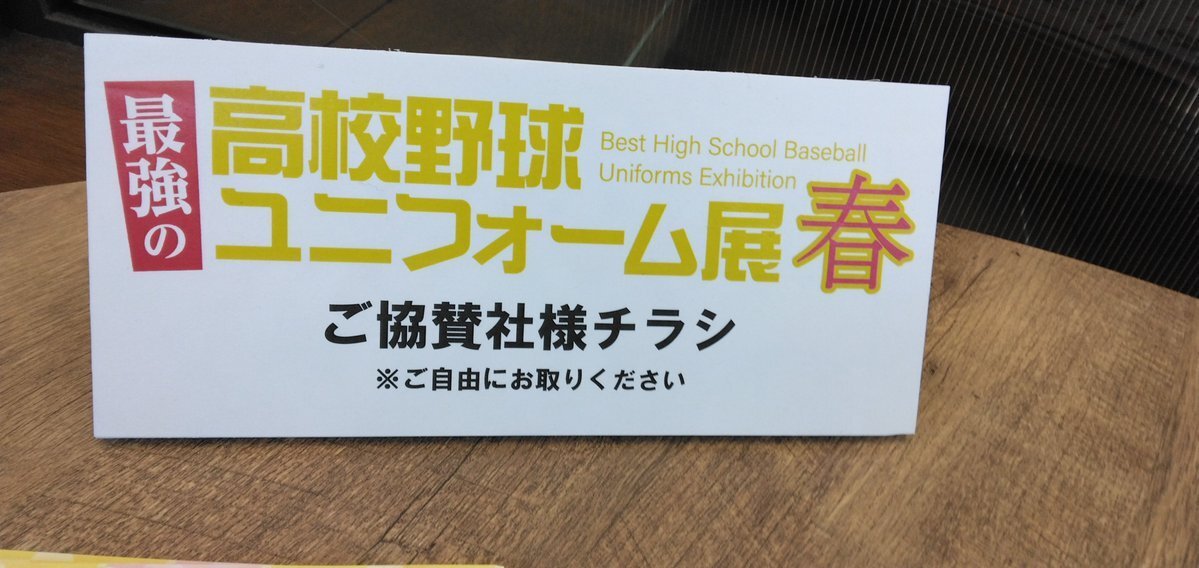 最強の
高校野球
ユニフォーム展
Best High School Baseball
Uniforms Exhibition
春
ご協賛社様チラシ
※ご自由にお取りください